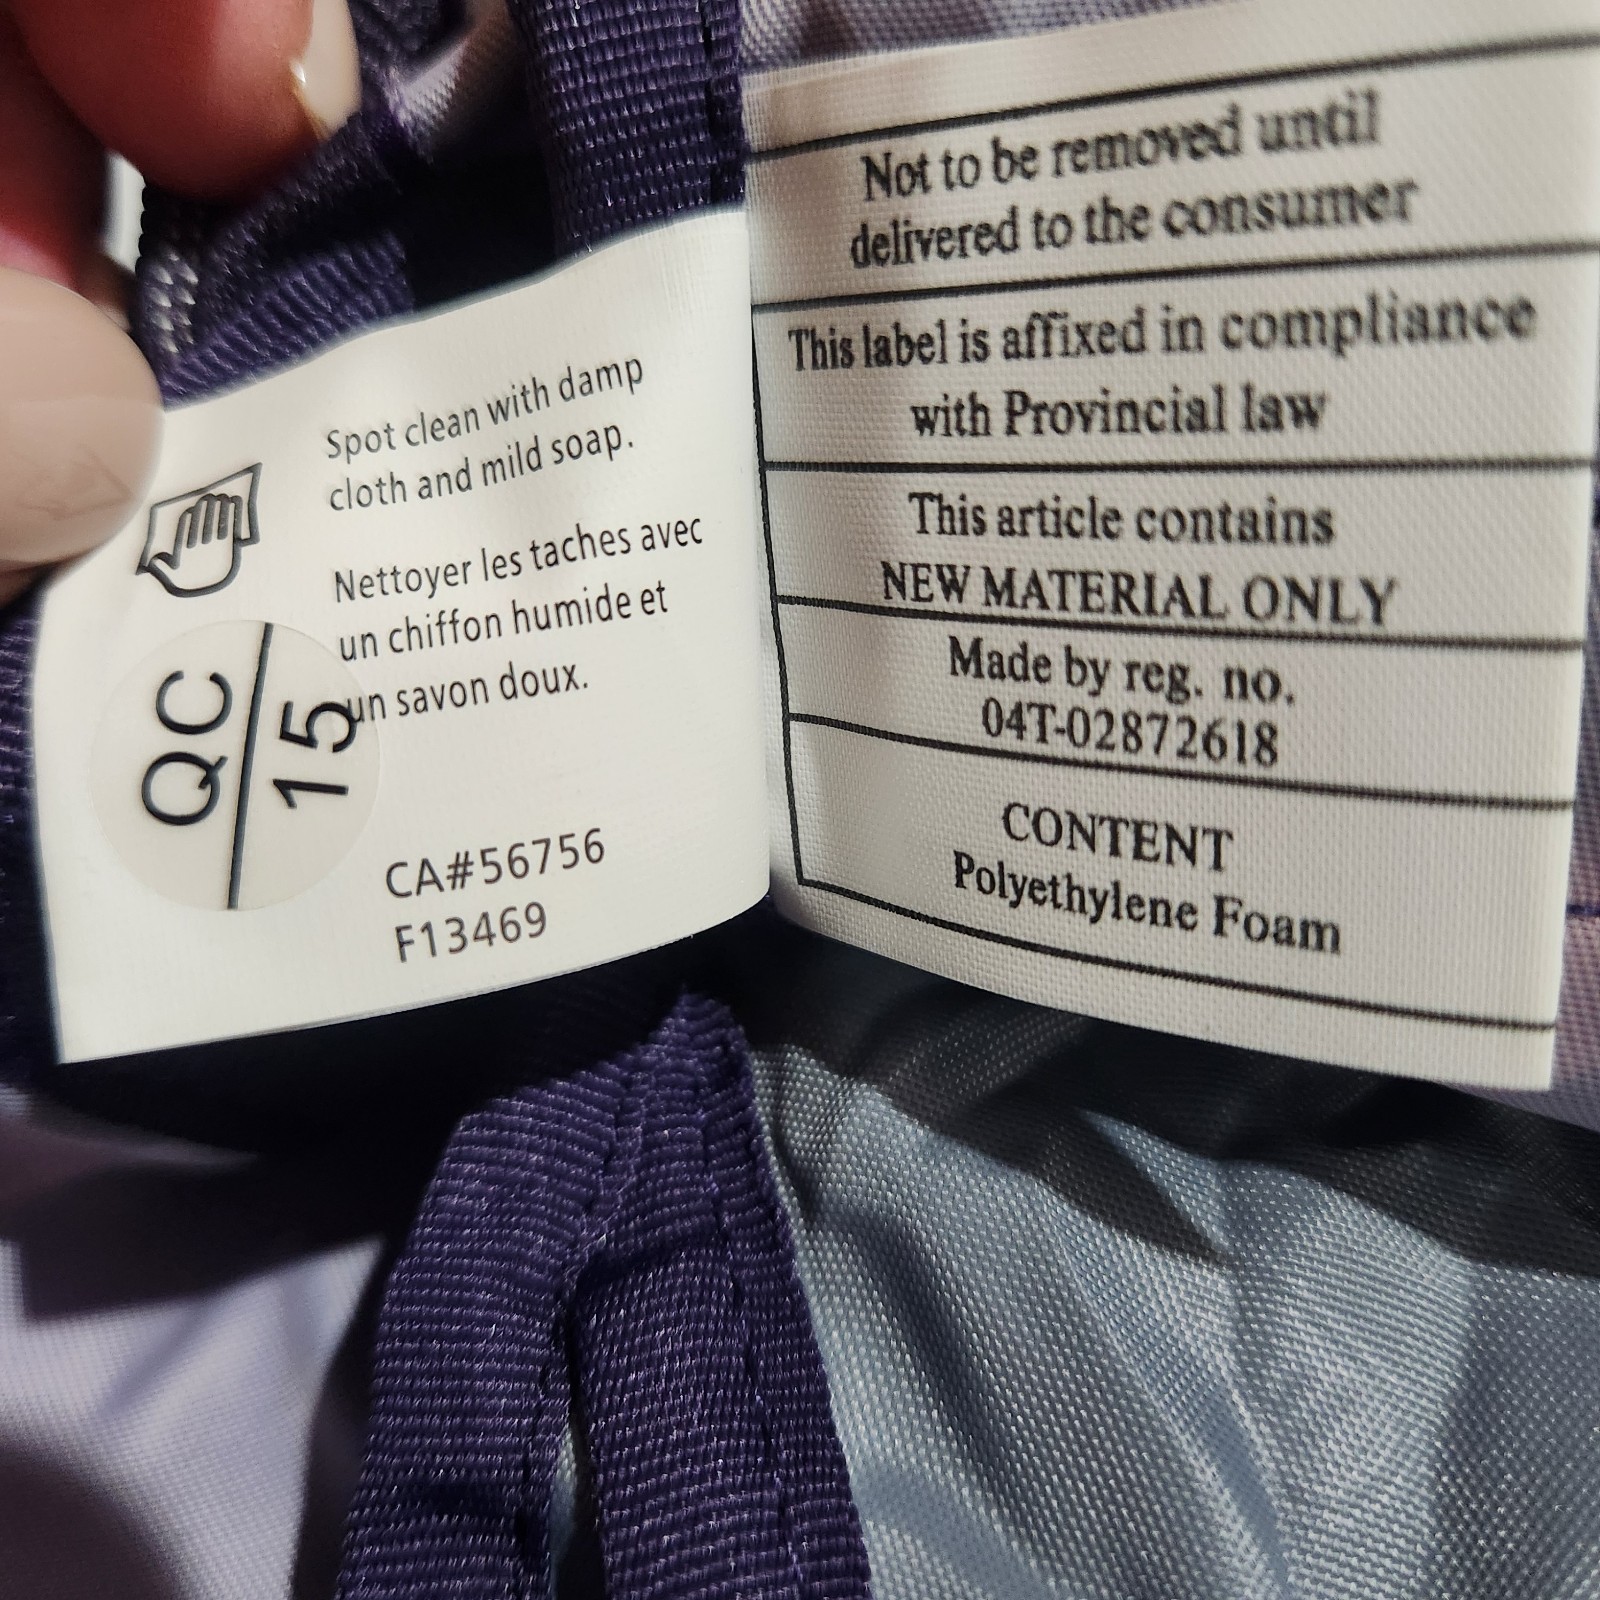 Spot clean with damp
cloth and mild soap.
Nettoyer les taches avec
un chiffon humide et
un savon doux.
QC
15
CA#56756
F13469
Not to be removed until
delivered to the consumer
This label is affixed in compliance
with Provincial law
This article contains
NEW MATERIAL ONLY
Made by reg. no.
04T-02872618
CONTENT
Polyethylene Foam